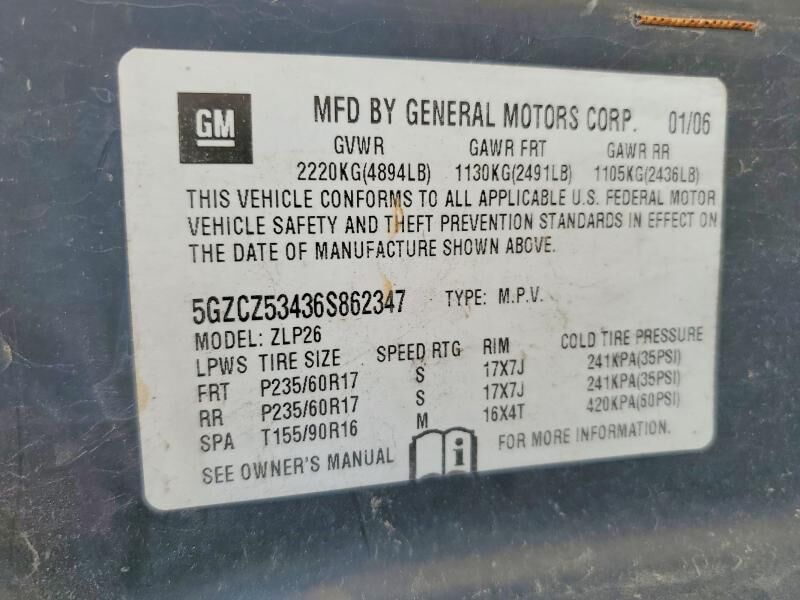 GM
MFD BY GENERAL MOTORS CORP. 01/06
GVWR GAWR FRT GAWR RR
2220KG(4894LB) 1130KG(2491LB) 1105KG(2436LB)
THIS VEHICLE CONFORMS TO ALL APPLICABLE U.S. FEDERAL MOTOR
VEHICLE SAFETY AND THEFT PREVENTION STANDARDS IN EFFECT ON
THE DATE OF MANUFACTURE SHOWN ABOVE.
5GZCZ53436S862347 TYPE: M.P.V.
MODEL: ZLP26
LPWS TIRE SIZE SPEED RTG RIM COLD TIRE PRESSURE
FRT P235/60R17 S 17X7J 241KPA(35PSI)
RR P235/60R17 S 17X7J 241KPA(35PSI)
SPA T155/90R16 M 16X4T 420KPA(60PSI)
SEE OWNER'S MANUAL i FOR MORE INFORMATION.